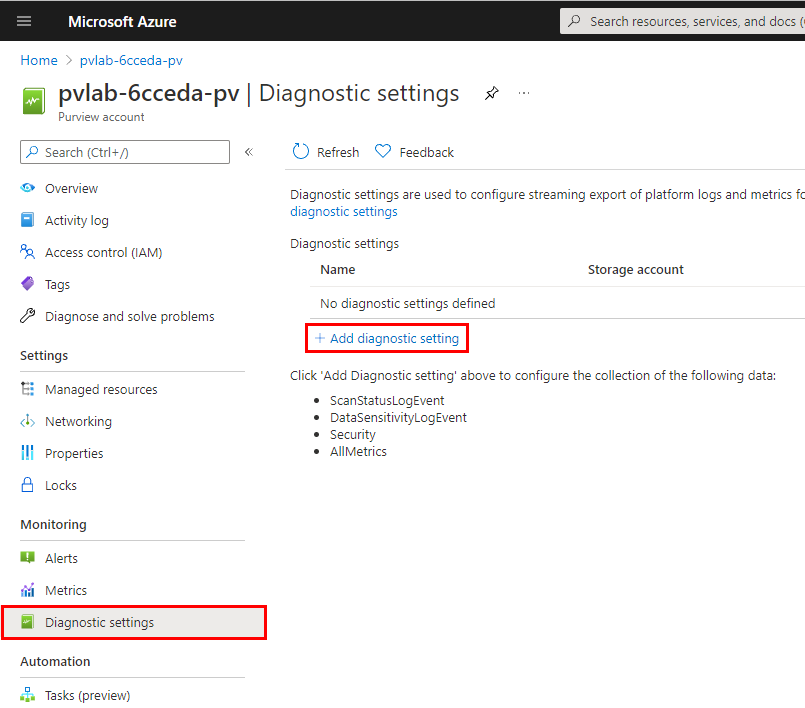 Microsoft Azure
Search resources, services, and docs (
Home > pvlab-6cceda-pv
pvlab-6cceda-pv | Diagnostic settings
...
Purview account
Search (Ctrl+/)
«
Overview
Activity log
Access control (IAM)
Tags
Diagnose and solve problems
Settings
Managed resources
Networking
Properties
Locks
Monitoring
Alerts
Metrics
Diagnostic settings
Automation
Tasks (preview)
Refresh
Feedback
Diagnostic settings are used to configure streaming export of platform logs and metrics fo
diagnostic settings
Diagnostic settings
Name Storage account
No diagnostic settings defined
+ Add diagnostic setting
Click 'Add Diagnostic setting' above to configure the collection of the following data:
• ScanStatusLogEvent
• DataSensitivityLogEvent
• Security
• AllMetrics